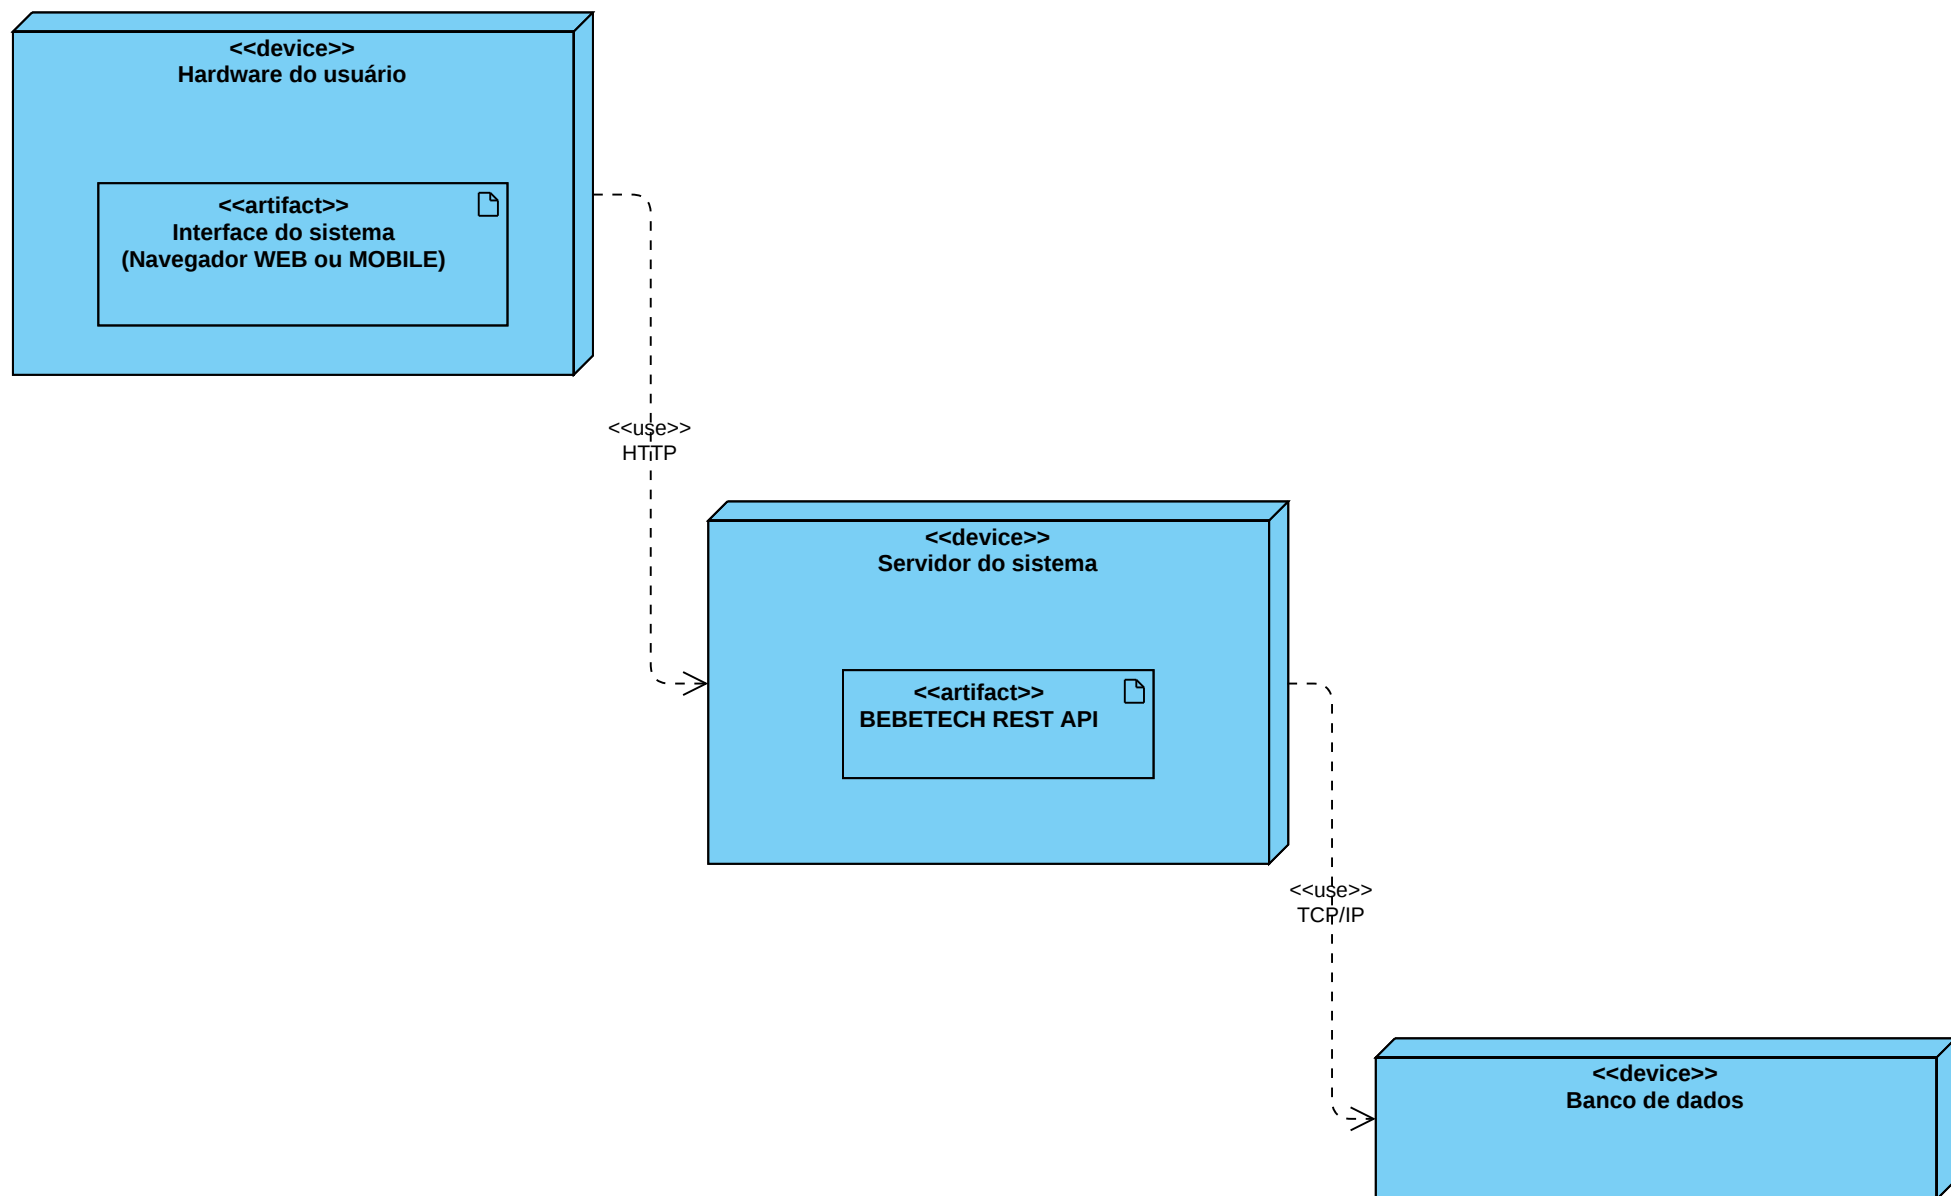 <<device>>
Hardware do usuário
<<artifact>>
Interface do sistema
(Navegador WEB ou MOBILE)
<<use>>
HTTP
<<device>>
Servidor do sistema
<<artifact>>
BEBETECH REST API
<<use>>
TCP/IP
<<device>>
Banco de dados